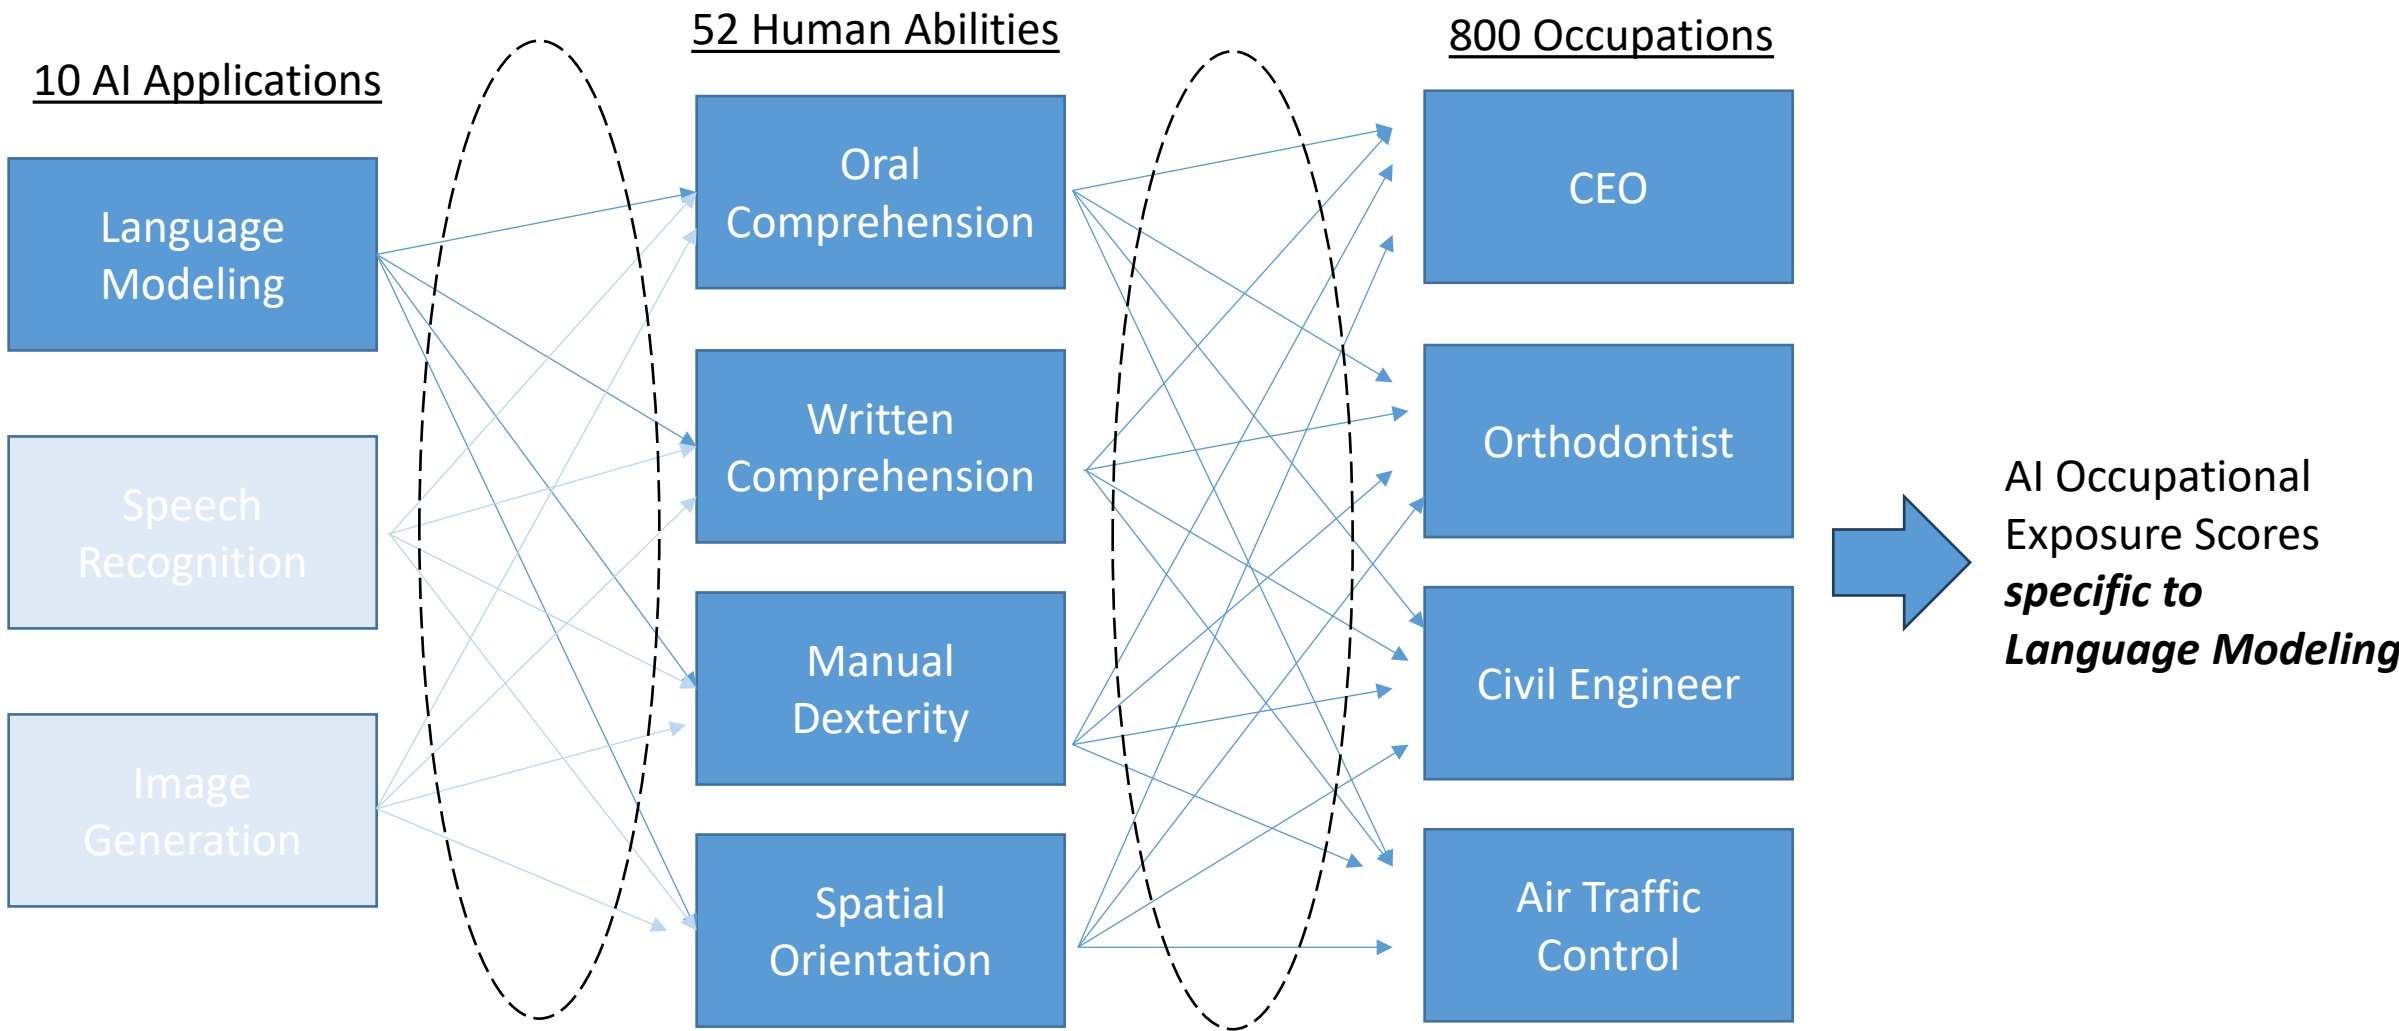 10 AI Applications
Language
Modeling
Speech
Recognition
Image
Generation
52 Human Abilities
Oral
Comprehension
Written
Comprehension
Manual
Dexterity
Spatial
Orientation
800 Occupations
CEO
Orthodontist
Civil Engineer
Air Traffic
Control
AI Occupational
Exposure Scores
specific to
Language Modeling